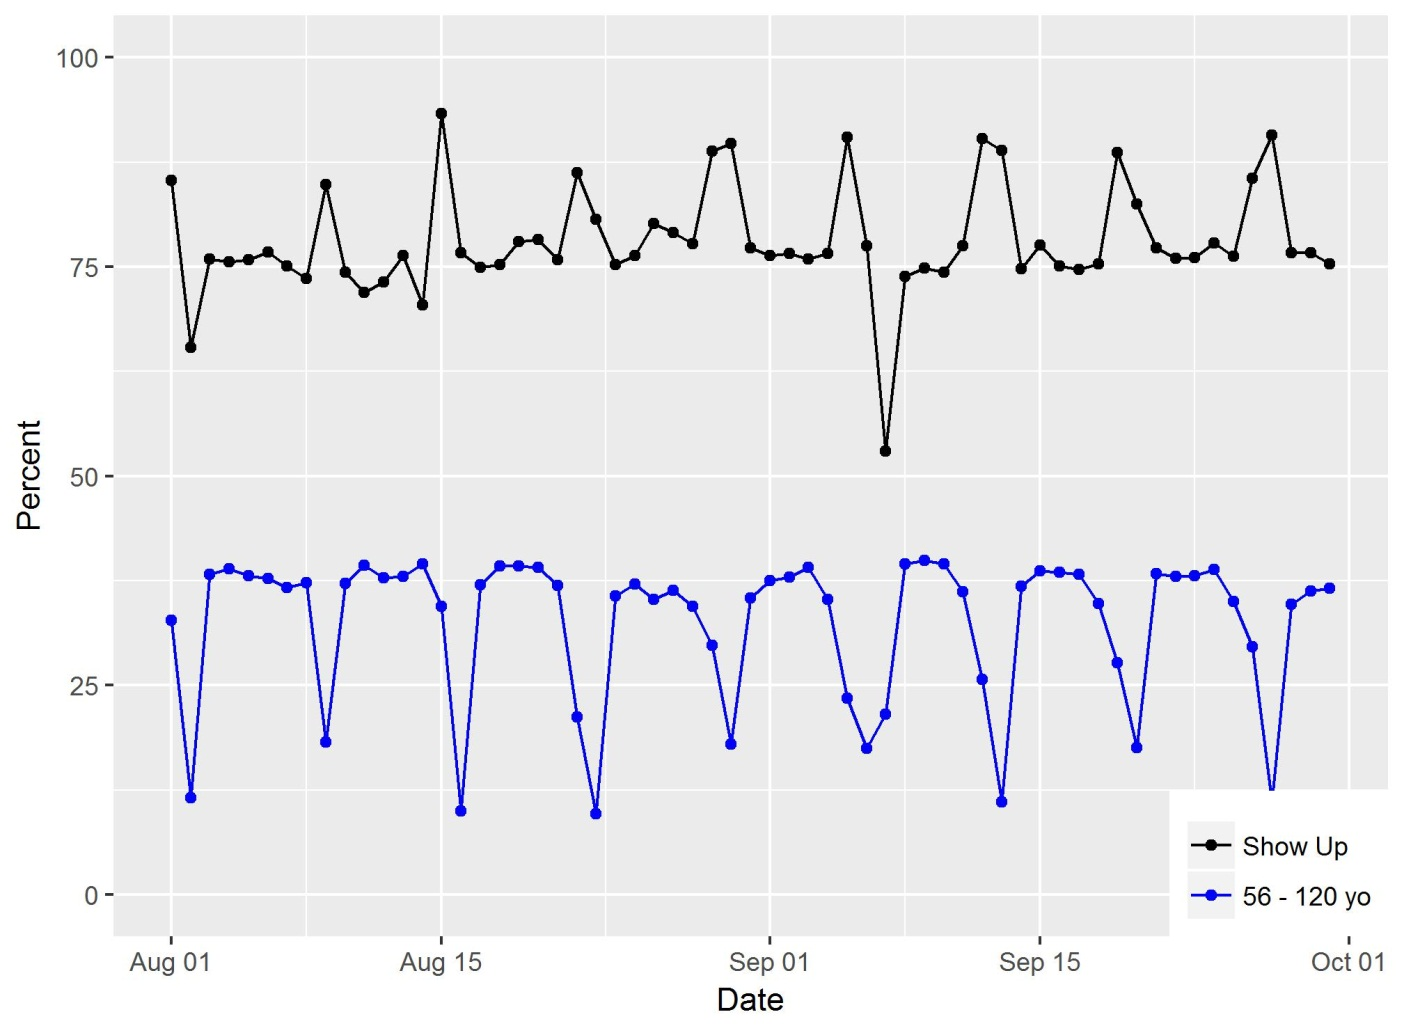 100
75
50
25
0
Percent
Show Up
56 - 120 yo
Aug 01
Aug 15
Sep 01
Sep 15
Oct 01
Date